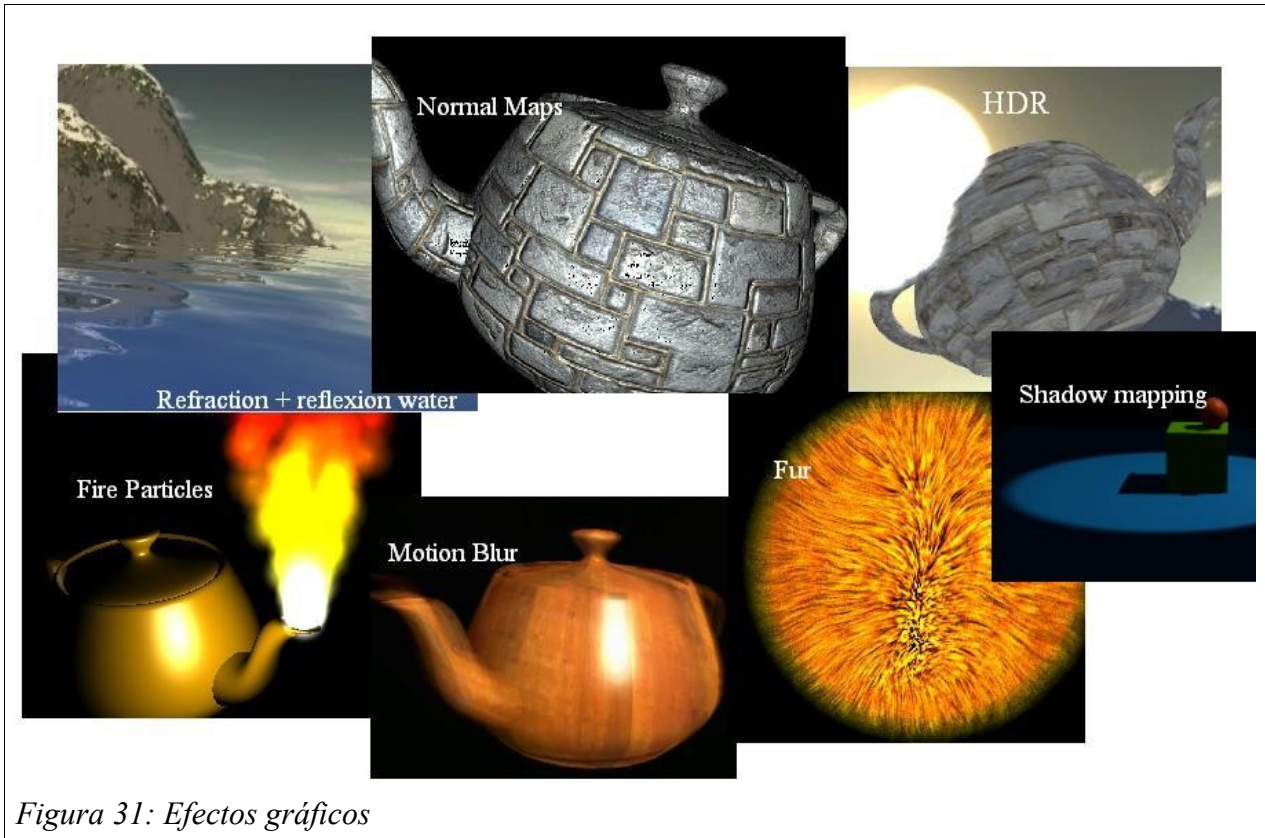 Normal Maps
HDR
Refraction + reflexion water
Shadow mapping
Fire Particles
Fur
Motion Blur
Figura 31: Efectos gráficos